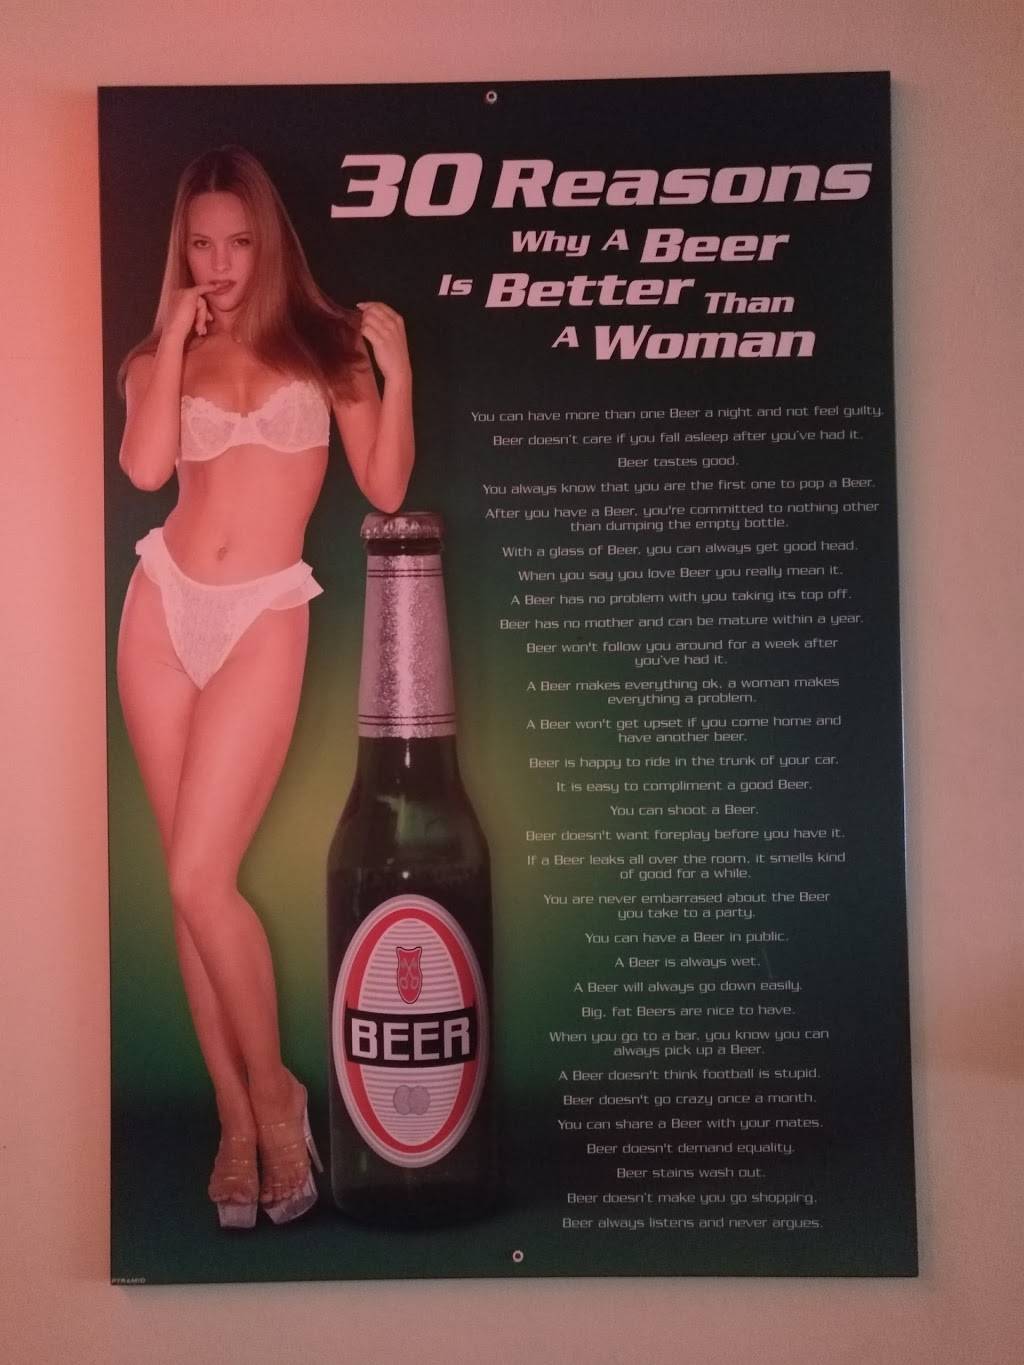 30 Reasons
Why A Beer
Is Better Than
A Woman
You can have more than one Beer a night and not feel guilty.
Beer doesn't care if you fall asleep after you've had it.
Beer tastes good.
You always know that you are the first one to pop a Beer.
After you have a Beer, you're committed to nothing other
than dumping the empty bottle.
With a glass of Beer, you can always get good head.
When you say you love Beer you really mean it.
A Beer has no problem with you taking its top off.
Beer has no mother and can be mature within a year.
Beer won't follow you around for a week after
you've had it.
A Beer makes everything ok, a woman makes
everything a problem.
A Beer won't get upset if you come home and
have another beer.
Beer is happy to ride in the trunk of your car.
It is easy to compliment a good Beer.
You can shoot a Beer.
Beer doesn't want foreplay before you have it.
If a Beer leaks all over the room, it smells kind
of good for a while.
You are never embarrased about the Beer
you take to a party.
You can have a Beer in public.
A Beer is always wet.
A Beer will always go down easily.
Big, fat Beers are nice to have.
When you go to a bar, you know you can
always pick up a Beer.
A Beer doesn't think football is stupid.
Beer doesn't go crazy once a month.
You can share a Beer with your mates.
Beer doesn't demand equality.
Beer stains wash out.
Beer doesn't make you go shopping.
Beer always listens and never argues.
BEER
PYRAMID